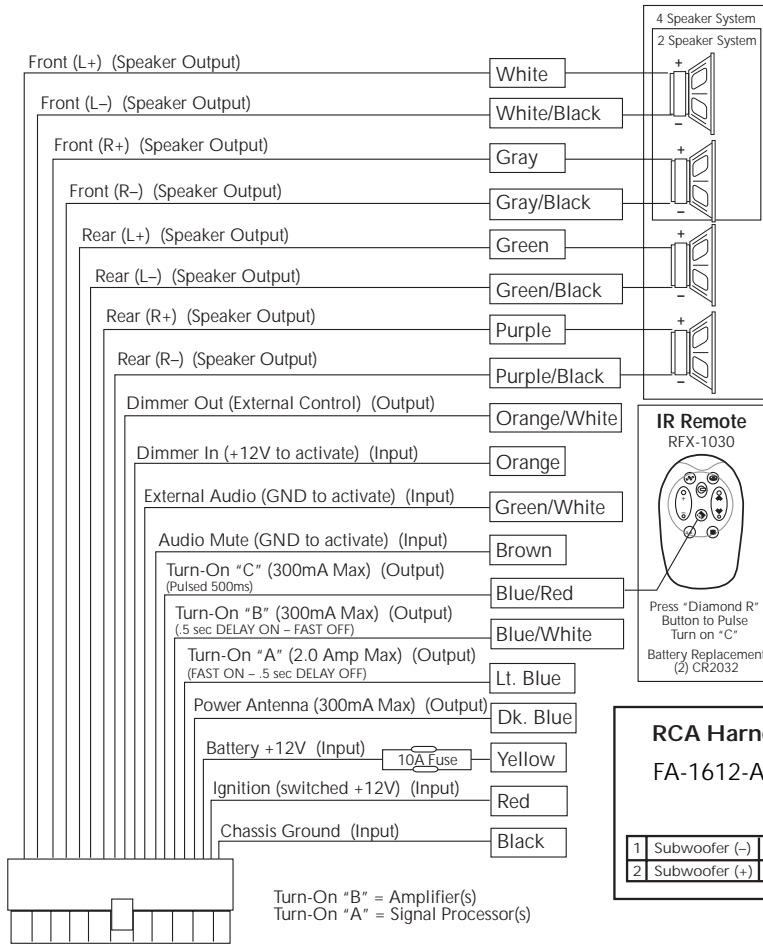 4 Speaker System
2 Speaker System
Front (L+) (Speaker Output)
White
+
Front (L–) (Speaker Output)
White/Black
–
Front (R+) (Speaker Output)
Gray
+
Front (R–) (Speaker Output)
Gray/Black
–
Rear (L+) (Speaker Output)
Green
+
Rear (L–) (Speaker Output)
Green/Black
–
Rear (R+) (Speaker Output)
Purple
+
Rear (R–) (Speaker Output)
Purple/Black
–
Dimmer Out (External Control) (Output)
Orange/White
Dimmer In (+12V to activate) (Input)
Orange
External Audio (GND to activate) (Input)
Green/White
Audio Mute (GND to activate) (Input)
Brown
Turn-On "C" (300mA Max) (Output)
(Pulsed 500ms)
Blue/Red
Turn-On "B" (300mA Max) (Output)
(.5 sec DELAY ON – FAST OFF)
Blue/White
Turn-On "A" (2.0 Amp Max) (Output)
(FAST ON – .5 sec DELAY OFF)
Lt. Blue
Power Antenna (300mA Max) (Output)
Dk. Blue
Battery +12V (Input)
10A Fuse
Yellow
Ignition (switched +12V) (Input)
Red
Chassis Ground (Input)
Black
Turn-On "B" = Amplifier(s)
Turn-On "A" = Signal Processor(s)
IR Remote
RFX-1030
Press "Diamond R"
Button to Pulse
Turn on "C"
Battery Replacement
(2) CR2032
RCA Harn
FA-1612-A
1 Subwoofer (–)
2 Subwoofer (+)